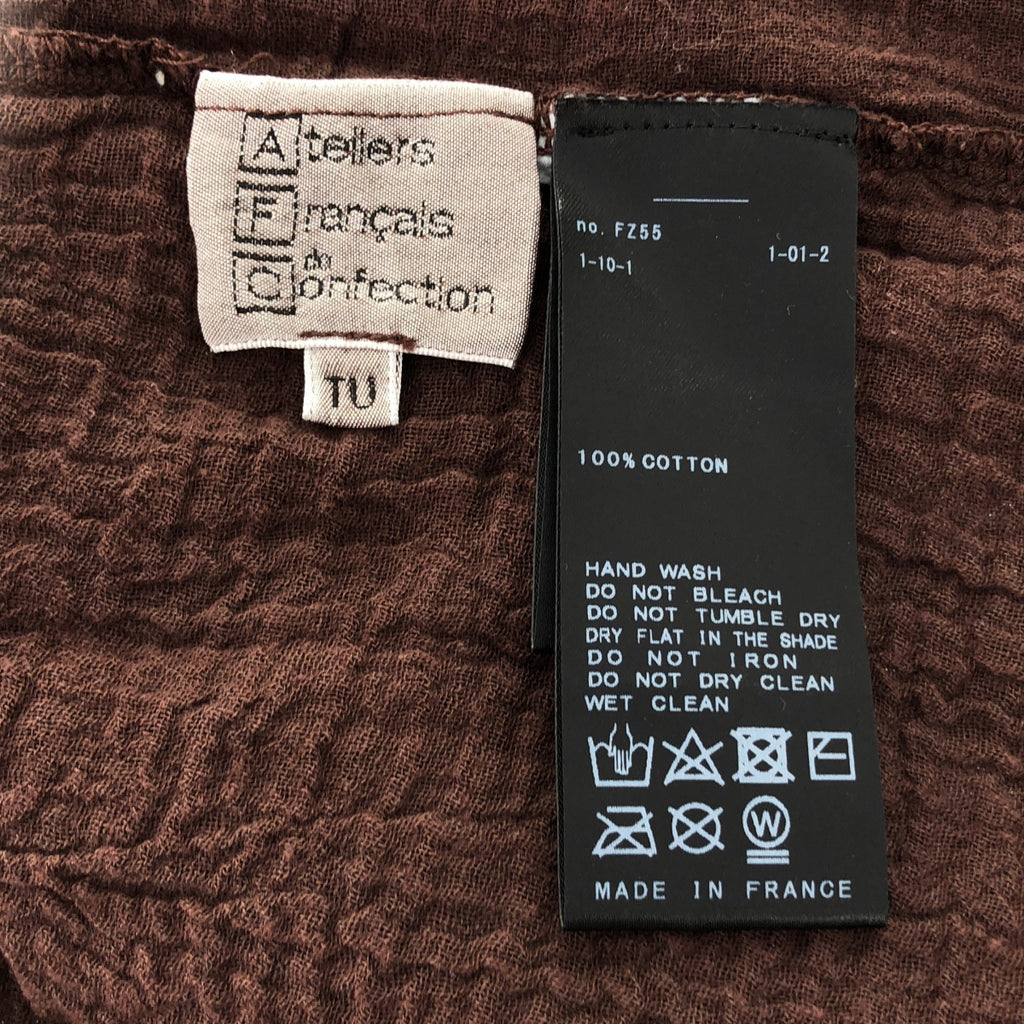 Ateliers
Français
de
Confection
TU
no. FZ55
1-10-1
1-01-2
100% COTTON
HAND WASH
DO NOT BLEACH
DO NOT TUMBLE DRY
DRY FLAT IN THE SHADE
DO NOT IRON
DO NOT DRY CLEAN
WET CLEAN
W
MADE IN FRANCE